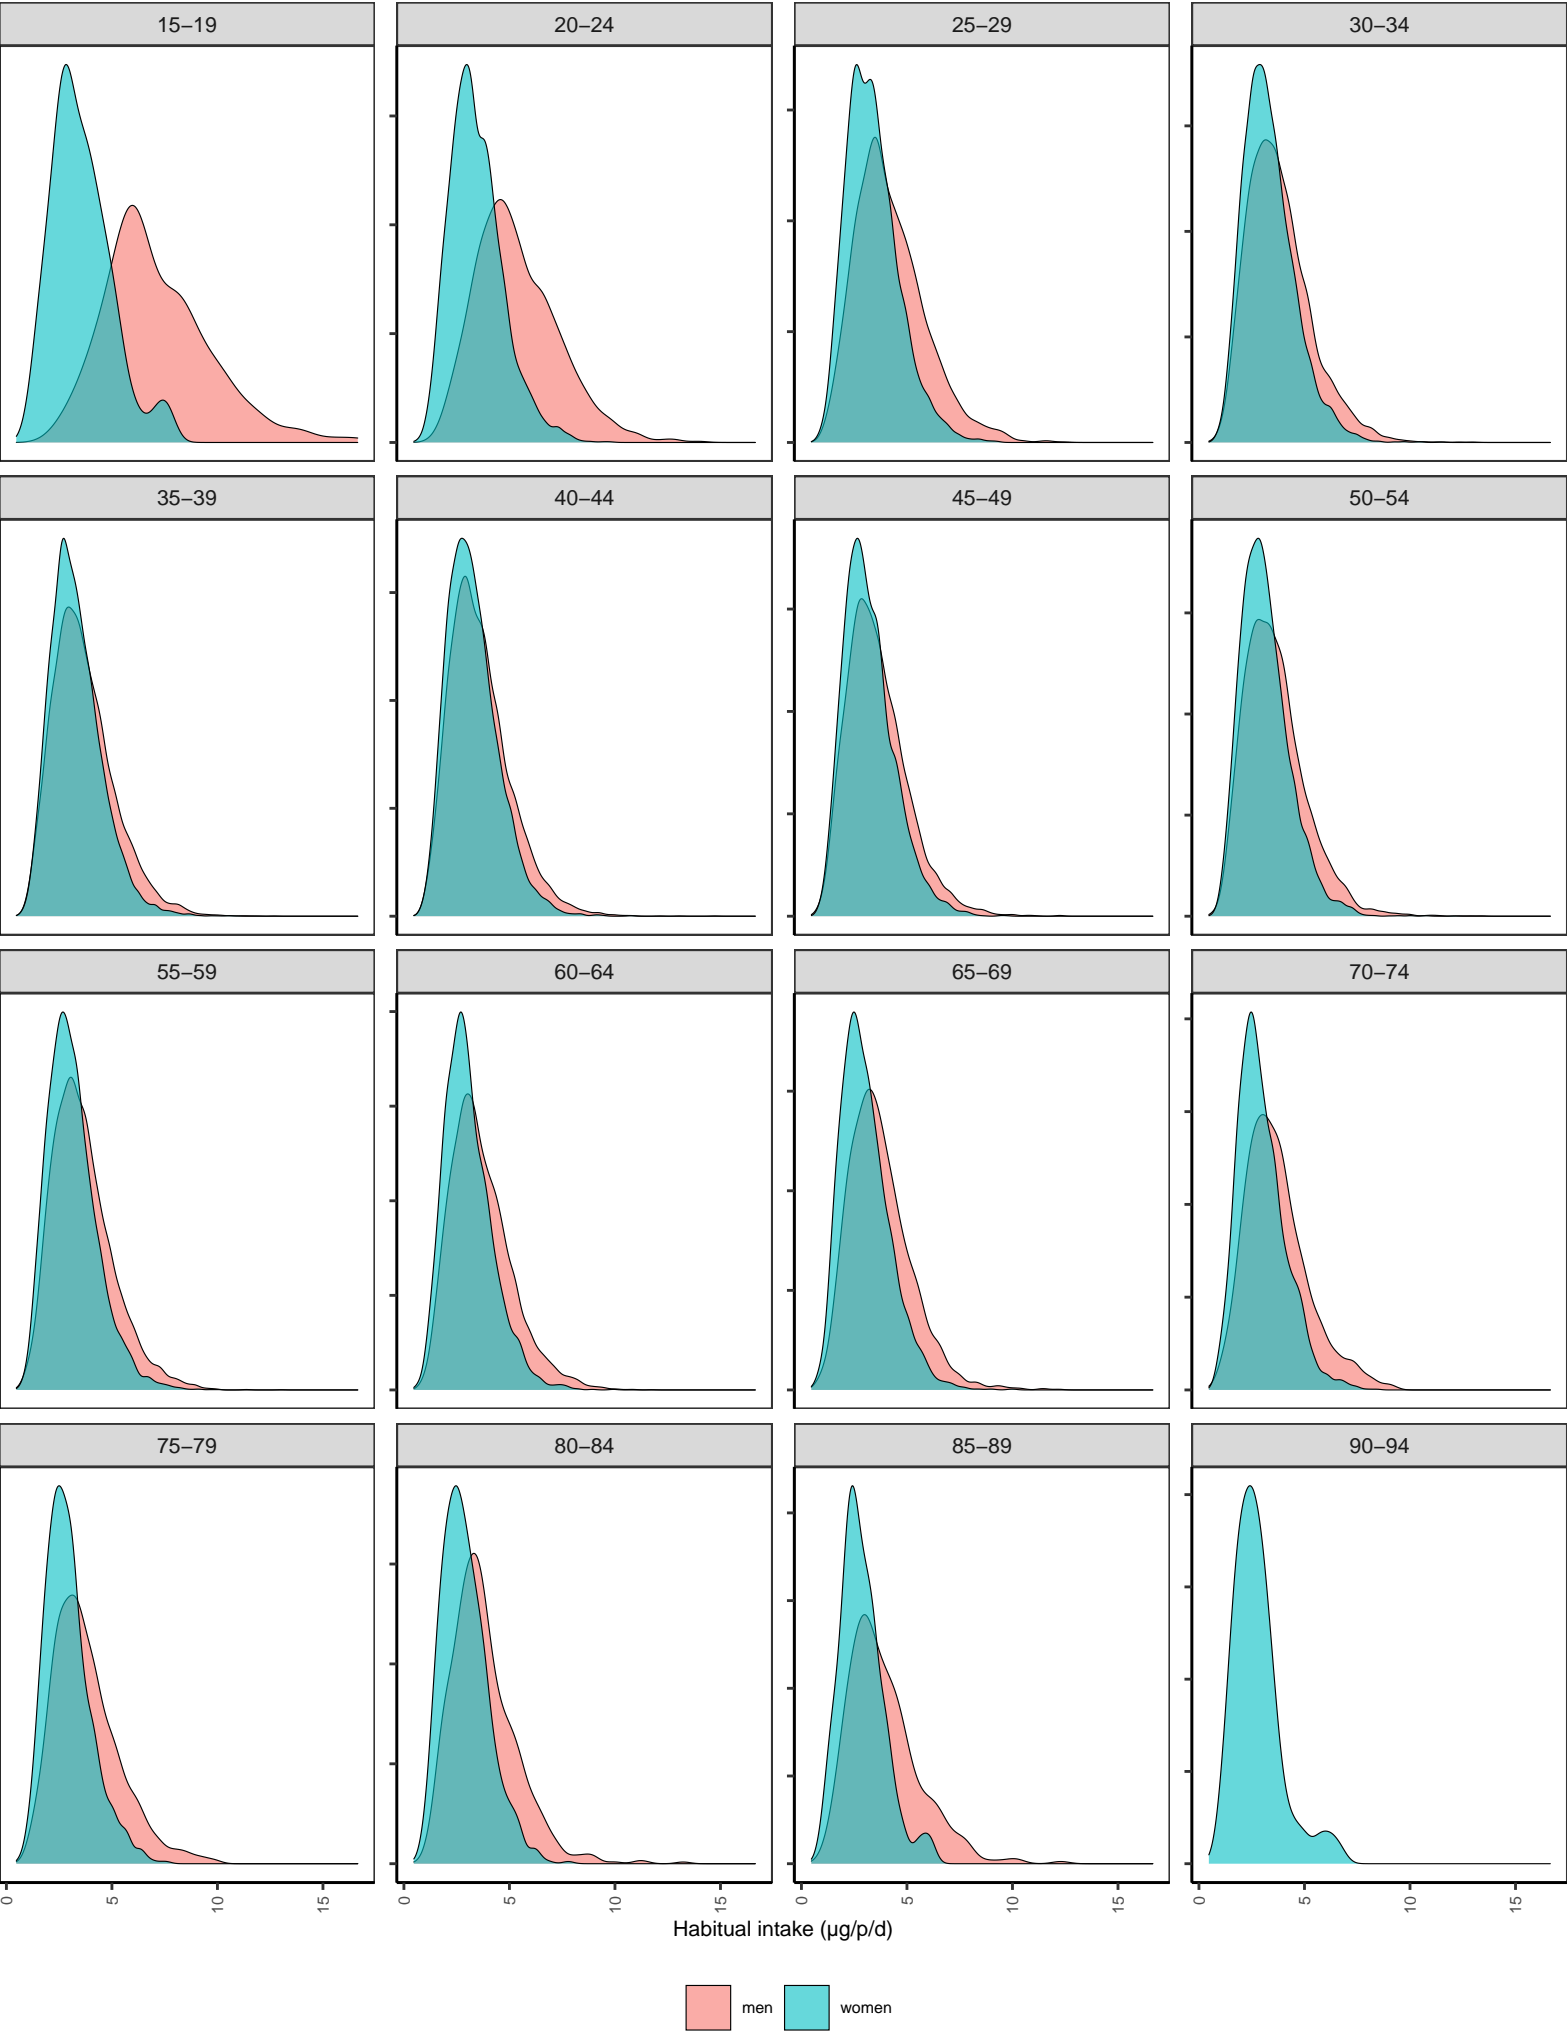 15–19 20–24 25–29 30–34
35–39 40–44 45–49 50–54
55–59 60–64 65–69 70–74
75–79 80–84 85–89 90–94
0 5 10 15 0 5 10 15 0 5 10 15 0 5 10 15
Habitual intake (µg/p/d)
men women